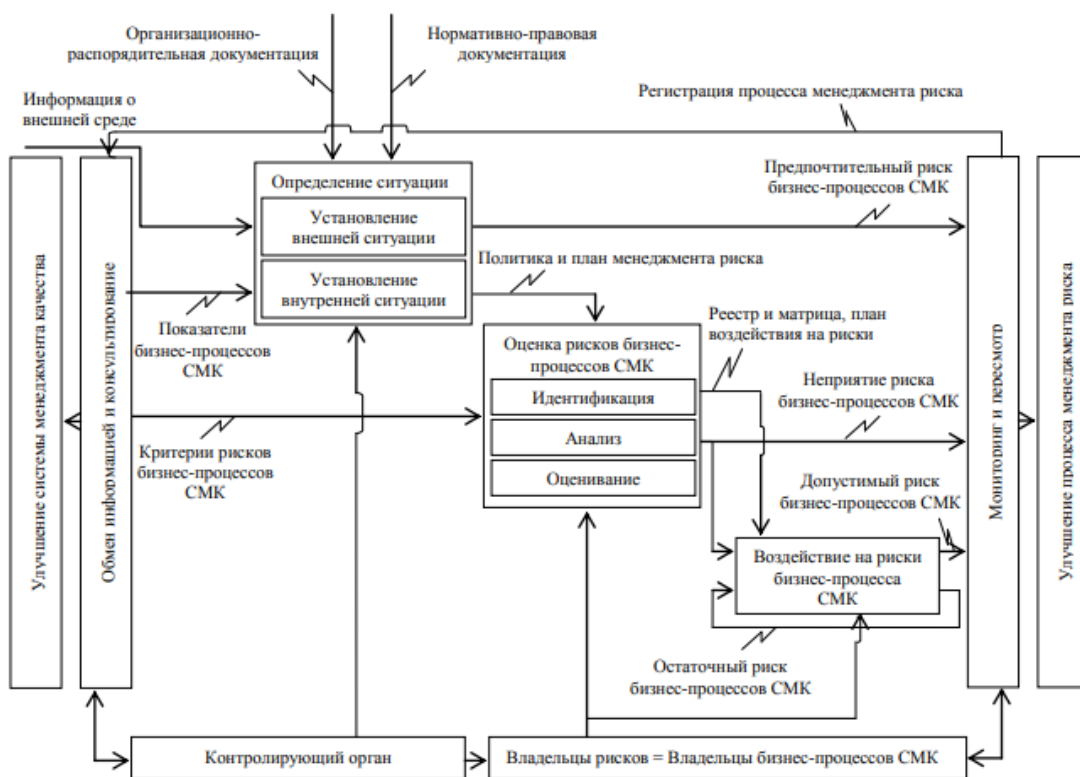 Организационно-
распорядительная документация
Нормативно-правовая
документация
Информация о
внешней среде
Регистрация процесса менеджмента риска
Определение ситуации
Установление
внешней ситуации
Установление
внутренней ситуации
Предпочтительный риск
бизнес-процессов СМК
Политика и план менеджмента риска
Показатели
бизнес-процессов
СМК
Оценка рисков бизнес-
процессов СМК
Идентификация
Анализ
Оценивание
Реестр и матрица, план
воздействия на риски
Неприятие риска
бизнес-процессов СМК
Критерии рисков
бизнес-процессов
СМК
Допустимый риск
бизнес-процессов СМК
Воздействие на риски
бизнес-процесса
СМК
Остаточный риск
бизнес-процессов СМК
Улучшение системы менеджмента качества
Обмен информацией и консультирование
Мониторинг и пересмотр
Улучшение процесса менеджмента риска
Контролирующий орган
Владельцы рисков = Владельцы бизнес-процессов СМК